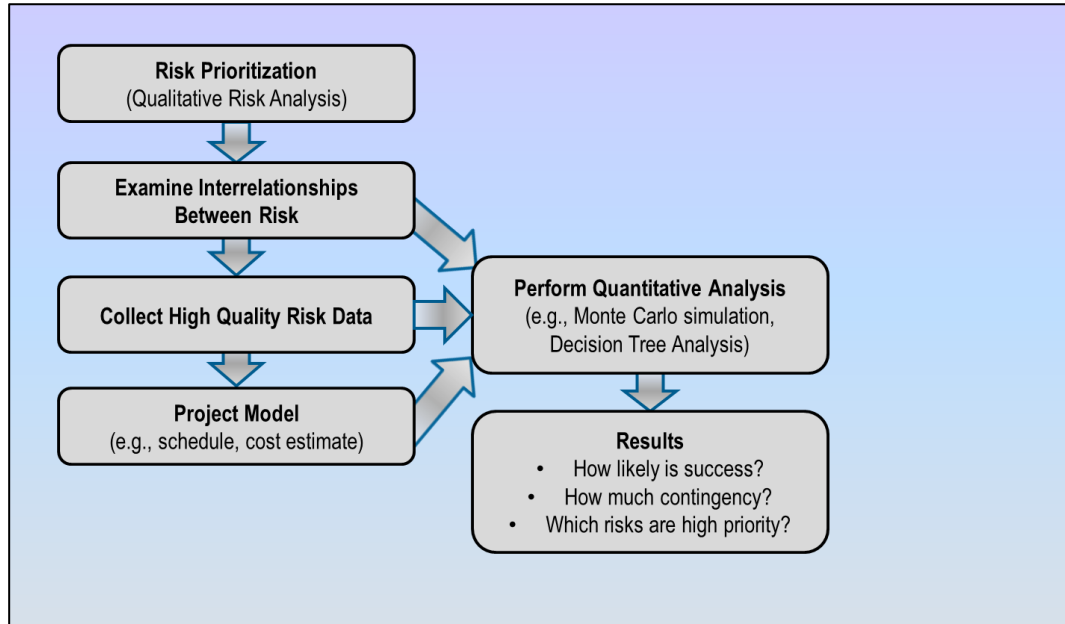 Risk Prioritization
(Qualitative Risk Analysis)
Examine Interrelationships
Between Risk
Collect High Quality Risk Data
Project Model
(e.g., schedule, cost estimate)
Perform Quantitative Analysis
(e.g., Monte Carlo simulation,
Decision Tree Analysis)
Results
• How likely is success?
• How much contingency?
• Which risks are high priority?